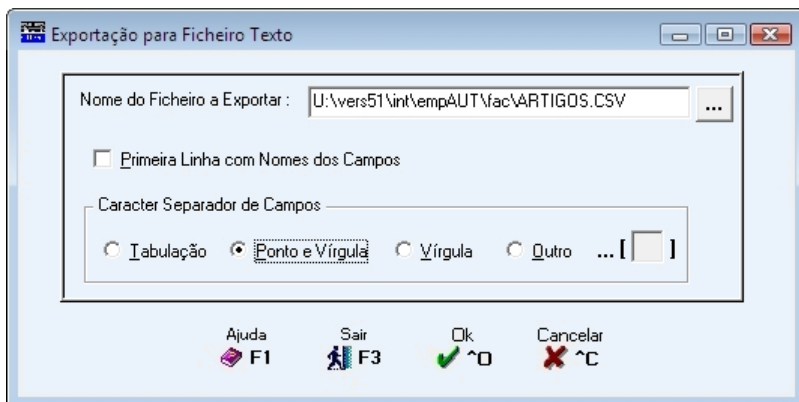 Exportação para Ficheiro Texto
Nome do Ficheiro a Exportar : U:\vers51\int\empAUT\fac\ARTIGOS.CSV ...
Primeira Linha com Nomes dos Campos
Caracter Separador de Campos
Tabulação Ponto e Vírgula Vírgula Outro ... [ ]
Ajuda Sair Ok Cancelar
F1 F3 ^O ^C